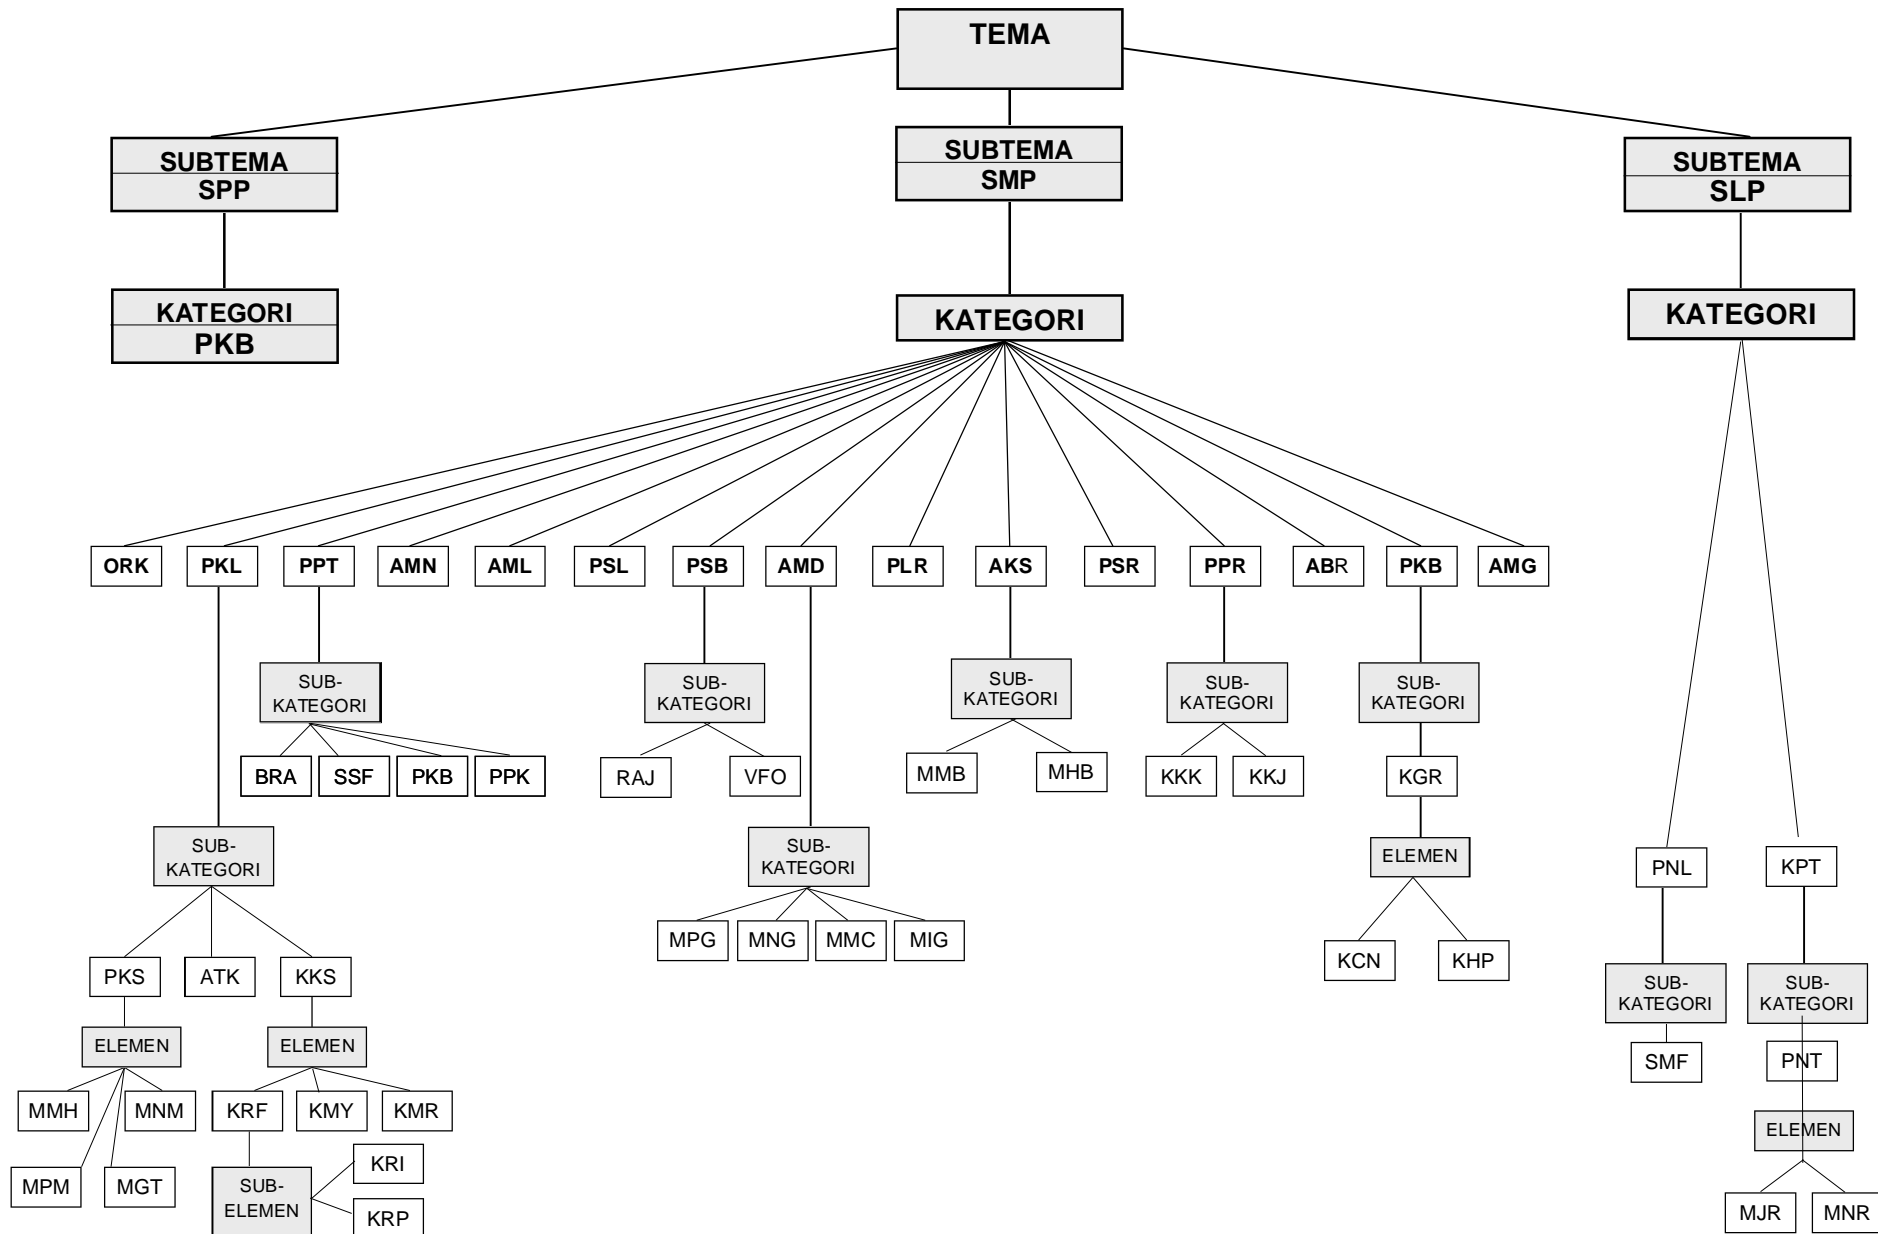 TEMA
SUBTEMA
SPP
SUBTEMA
SMP
SUBTEMA
SLP
KATEGORI
PKB
KATEGORI
KATEGORI
ORK
PKL
PPT
AMN
AML
PSL
PSB
AMD
PLR
AKS
PSR
PPR
ABR
PKB
AMG
SUB-
KATEGORI
SUB-
KATEGORI
SUB-
KATEGORI
SUB-
KATEGORI
SUB-
KATEGORI
BRA
SSF
PKB
PPK
RAJ
VFO
MMB
MHB
KKK
KKJ
KGR
SUB-
KATEGORI
SUB-
KATEGORI
ELEMEN
PNL
KPT
MPG
MNG
MMC
MIG
KCN
KHP
PKS
ATK
KKS
SUB-
KATEGORI
SUB-
KATEGORI
ELEMEN
ELEMEN
SMF
PNT
MMH
MNM
KRF
KMY
KMR
ELEMEN
MPM
MGT
SUB-
ELEMEN
KRI
KRP
MJR
MNR